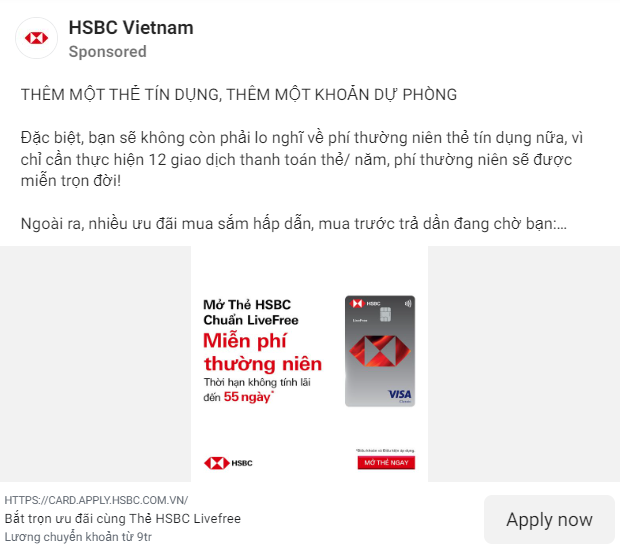 HSBC Vietnam
Sponsored
THÊM MỘT THẺ TÍN DỤNG, THÊM MỘT KHOẢN DỰ PHÒNG
Đặc biệt, bạn sẽ không còn phải lo nghĩ về phí thường niên thẻ tín dụng nữa, vì
chỉ cần thực hiện 12 giao dịch thanh toán thẻ/ năm, phí thường niên sẽ được
miễn trọn đời!
Ngoài ra, nhiều ưu đãi mua sắm hấp dẫn, mua trước trả dần đang chờ bạn:...
Mở Thẻ HSBC
Chuẩn LiveFree
Miễn phí
thường niên
Thời hạn không tính lãi
đến 55 ngày*
HSBC
LiveFree
VISA
Classic
HSBC
*Điều khoản và Điều kiện áp dụng.
MỞ THẺ NGAY
HTTPS://CARD.APPLY.HSBC.COM.VN/
Bắt trọn ưu đãi cùng Thẻ HSBC Livefree
Lương chuyển khoản từ 9tr
Apply now